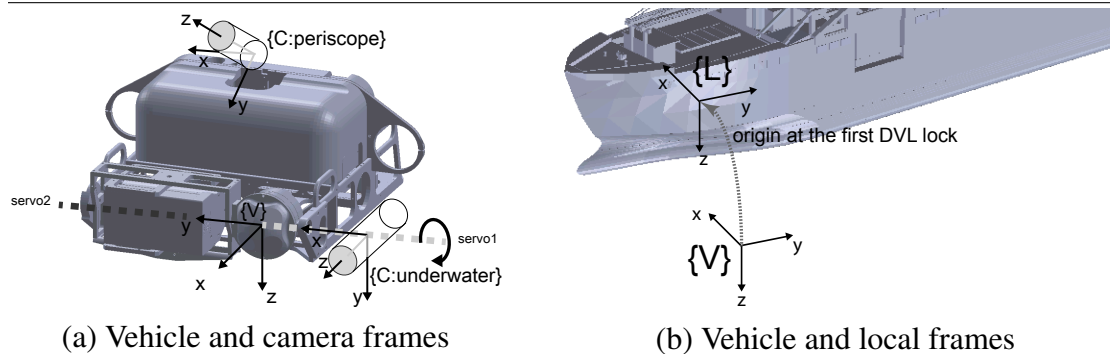 z
{C:periscope}
x
y
servo2
{V}
y
x
servo1
z
{C:underwater}
x
z
y
{L}
x
y
origin at the first DVL lock
z
x
y
{V}
z
(a) Vehicle and camera frames
(b) Vehicle and local frames